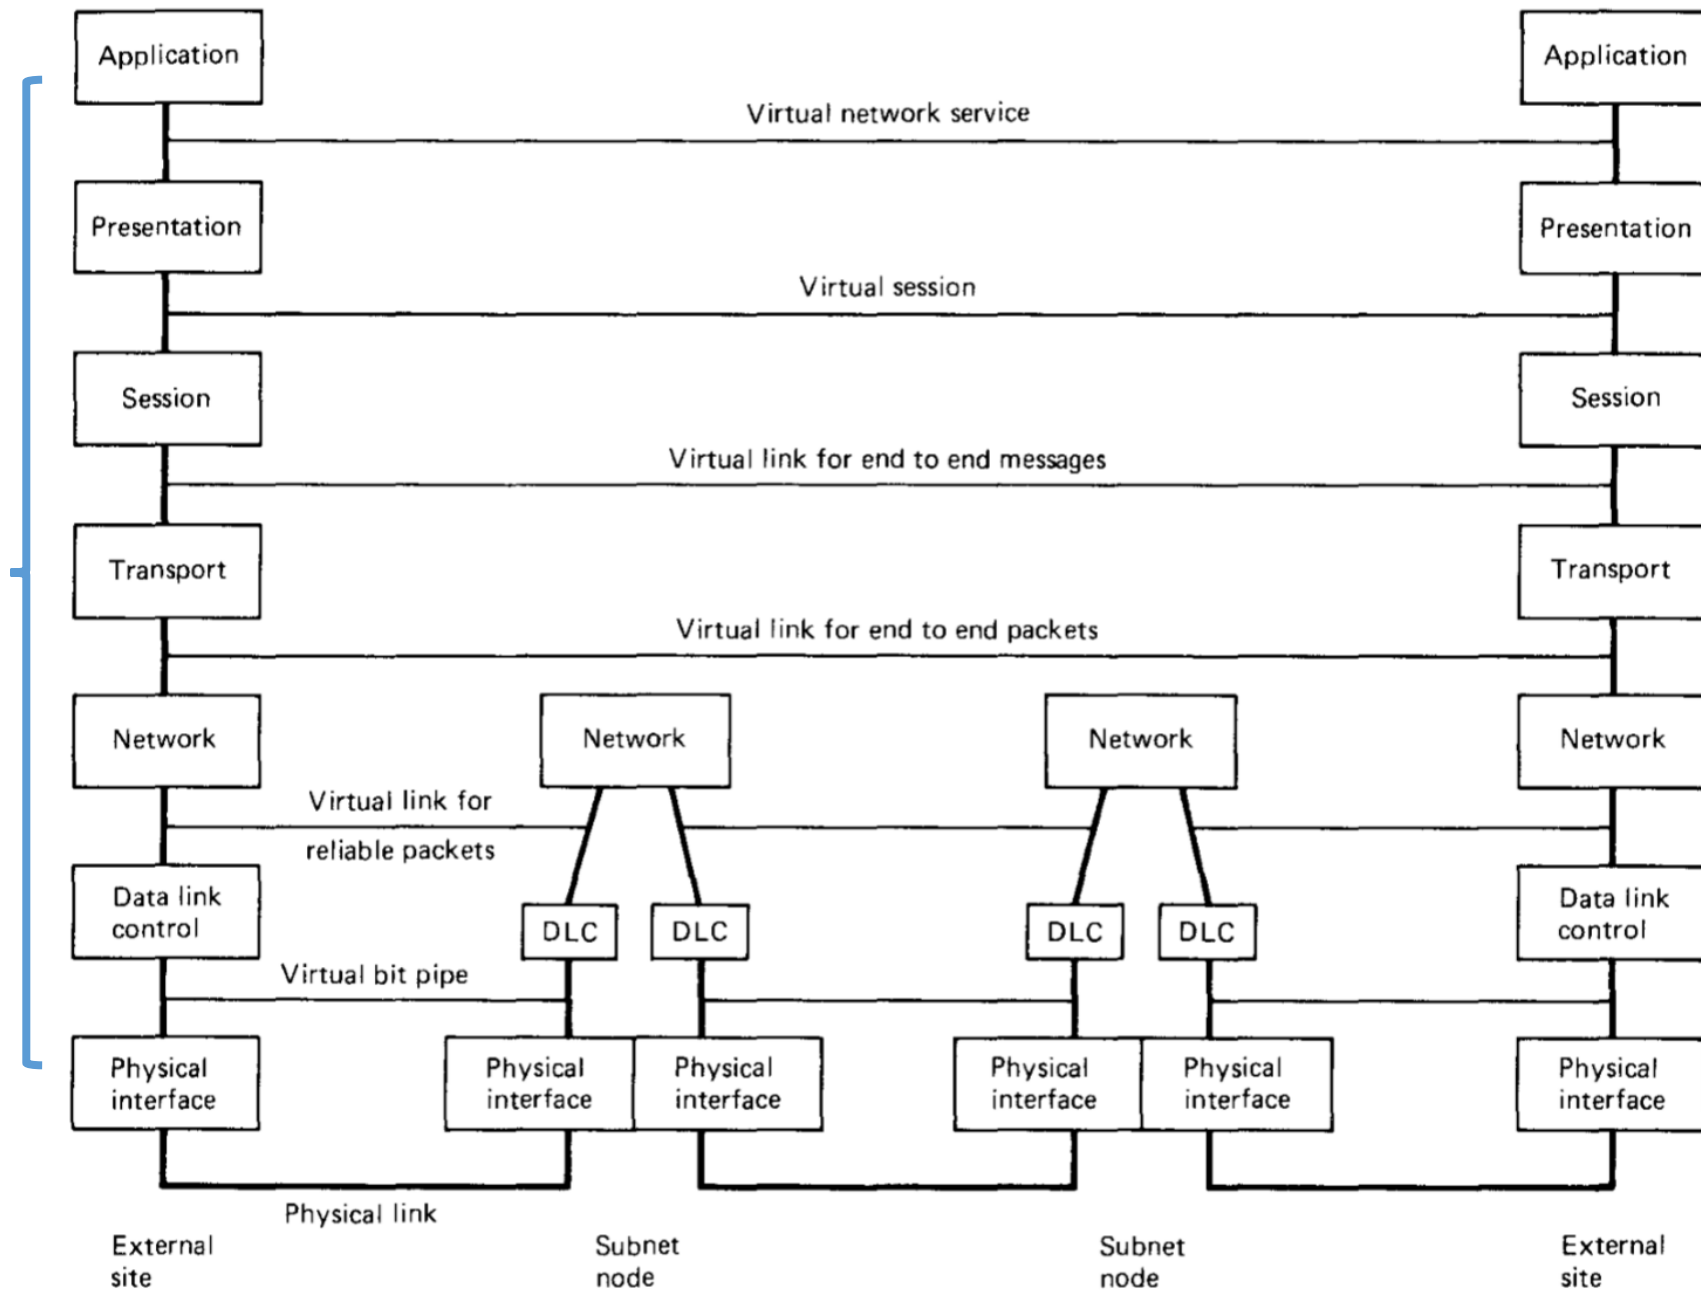 Application
Application
Virtual network service
Presentation
Presentation
Virtual session
Session
Session
Virtual link for end to end messages
Transport
Transport
Virtual link for end to end packets
Network
Network
Network
Network
Virtual link for
reliable packets
Data link
control
DLC
DLC
DLC
DLC
Data link
control
Virtual bit pipe
Physical
interface
Physical
interface
Physical
interface
Physical
interface
Physical
interface
Physical
interface
Physical link
External
site
Subnet
node
Subnet
node
External
site